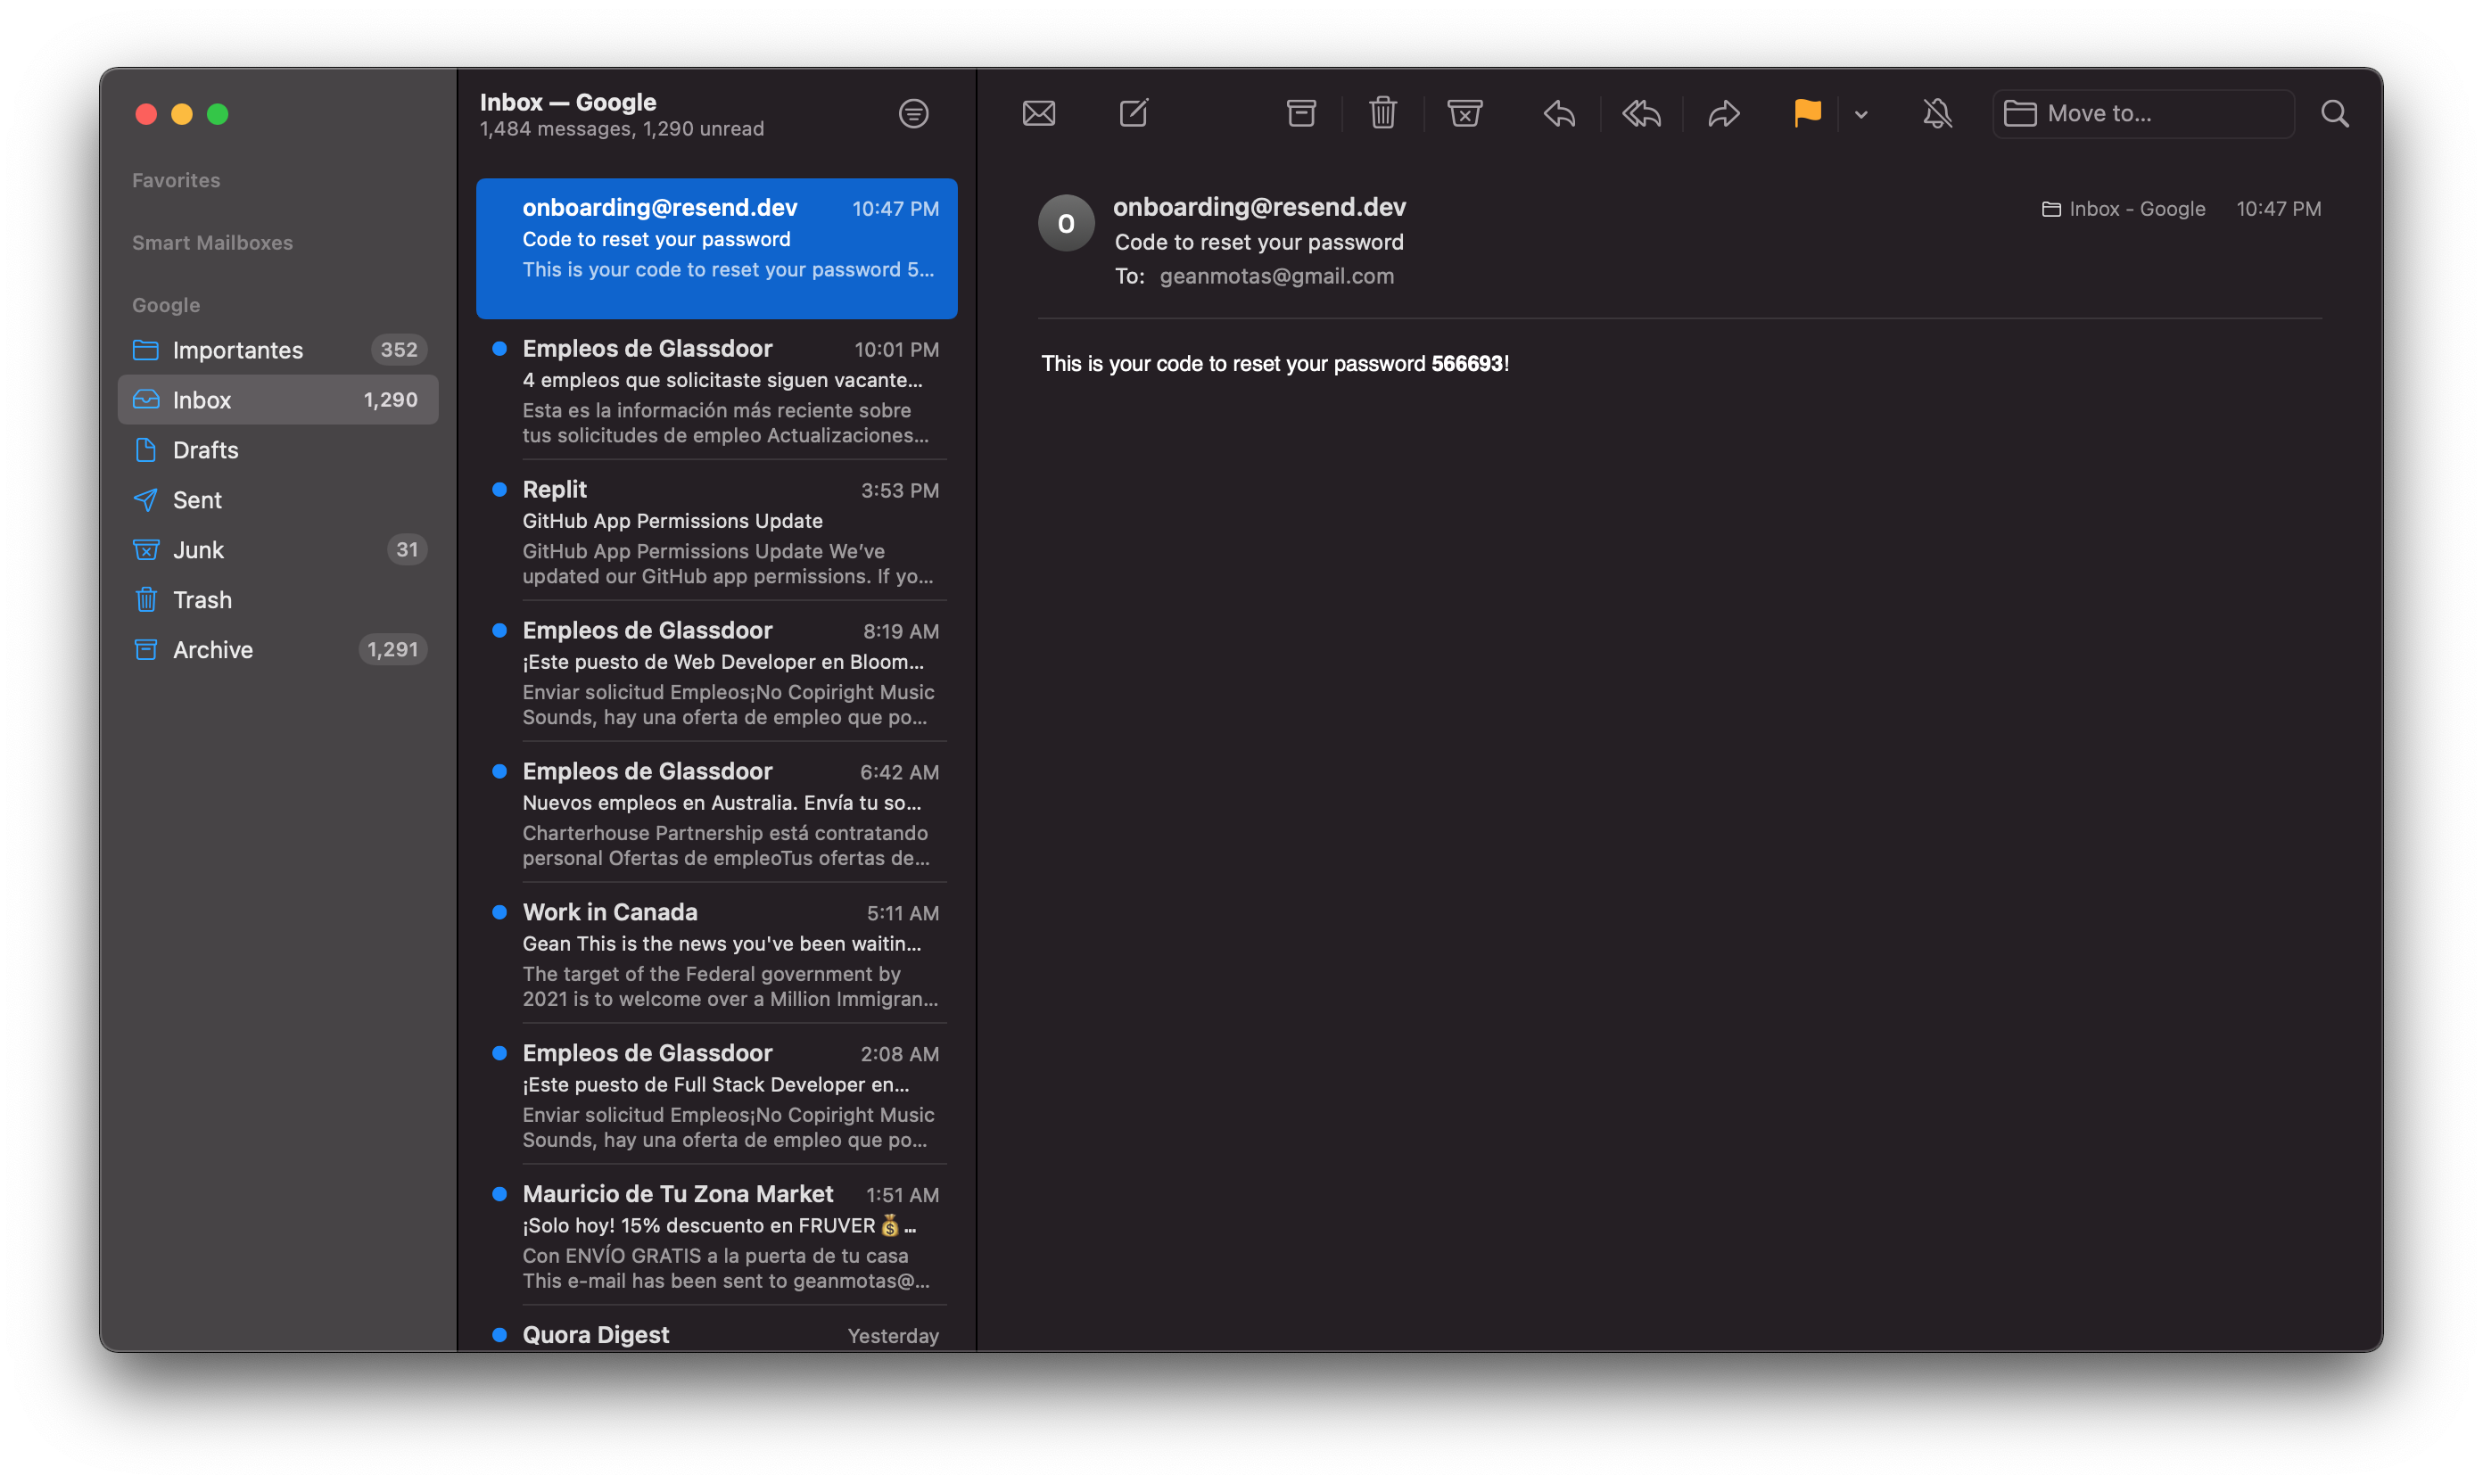 Favorites
Smart Mailboxes
Google
Importantes 352
Inbox 1,290
Drafts
Sent
Junk 31
Trash
Archive 1,291
Inbox — Google
1,484 messages, 1,290 unread
onboarding@resend.dev 10:47 PM
Code to reset your password
This is your code to reset your password 5...
Empleos de Glassdoor 10:01 PM
4 empleos que solicitaste siguen vacante...
Esta es la información más reciente sobre
tus solicitudes de empleo Actualizaciones...
Replit 3:53 PM
GitHub App Permissions Update
GitHub App Permissions Update We’ve
updated our GitHub app permissions. If yo...
Empleos de Glassdoor 8:19 AM
¡Este puesto de Web Developer en Bloom...
Enviar solicitud Empleos¡No Copiright Music
Sounds, hay una oferta de empleo que po...
Empleos de Glassdoor 6:42 AM
Nuevos empleos en Australia. Envía tu so...
Charterhouse Partnership está contratando
personal Ofertas de empleoTus ofertas de...
Work in Canada 5:11 AM
Gean This is the news you've been waitin...
The target of the Federal government by
2021 is to welcome over a Million Immigran...
Empleos de Glassdoor 2:08 AM
¡Este puesto de Full Stack Developer en...
Enviar solicitud Empleos¡No Copiright Music
Sounds, hay una oferta de empleo que po...
Mauricio de Tu Zona Market 1:51 AM
¡Solo hoy! 15% descuento en FRUVER💰...
Con ENVÍO GRATIS a la puerta de tu casa
This e-mail has been sent to geanmotas@...
Quora Digest Yesterday
Move to...
O
onboarding@resend.dev Inbox - Google 10:47 PM
Code to reset your password
To: geanmotas@gmail.com
This is your code to reset your password 566693!